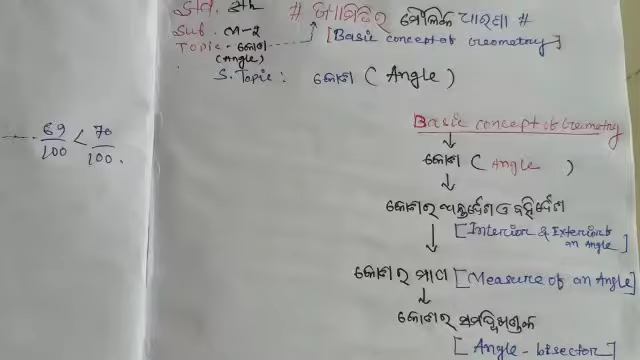 69/100 < 70/100.
Sub. M-2
# ଜ୍ୟାମିତିର ମୌଳିକ ଧାରଣା #
Topic - କୋଣ (Angle)
[Basic concept of Geometry]
S. Topic : କୋଣ (Angle)
Basic concept of Geometry
↓
କୋଣ (Angle)
↓
କୋଣର ଅନ୍ତର୍ଦେଶ ଓ ବହିର୍ଦେଶ
[Interior & Exterior of an Angle]
↓
କୋଣର ମାପ [Measure of an Angle]
↓
କୋଣର ସମଦ୍ୱିଖଣ୍ଡକ
[Angle - bisector]